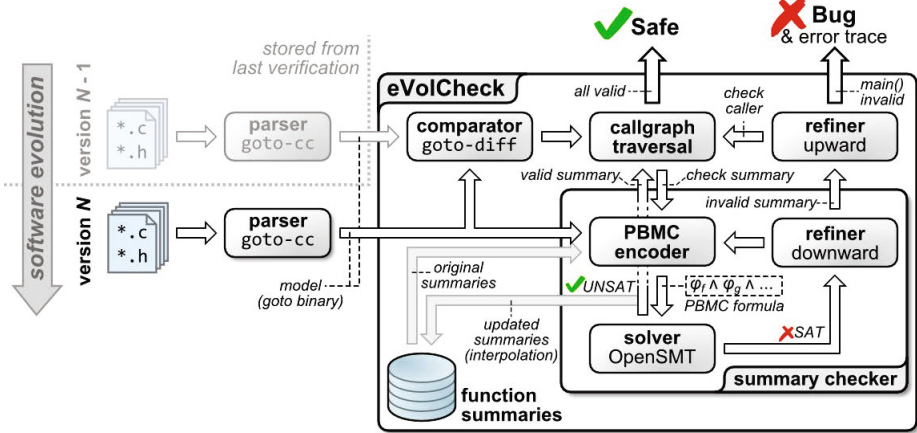 Safe
Bug
& error trace
stored from
last verification
eVolCheck
all valid
check
caller
main()
invalid
software evolution
version N - 1
*.c
*.h
parser
goto-cc
comparator
goto-diff
callgraph
traversal
refiner
upward
valid summary
check summary
invalid summary
version N
*.c
*.h
parser
goto-cc
PBMC
encoder
refiner
downward
model
(goto binary)
original
summaries
UNSAT
φf ∧ φg ∧ ...
PBMC formula
updated
summaries
(interpolation)
solver
OpenSMT
SAT
summary checker
function
summaries